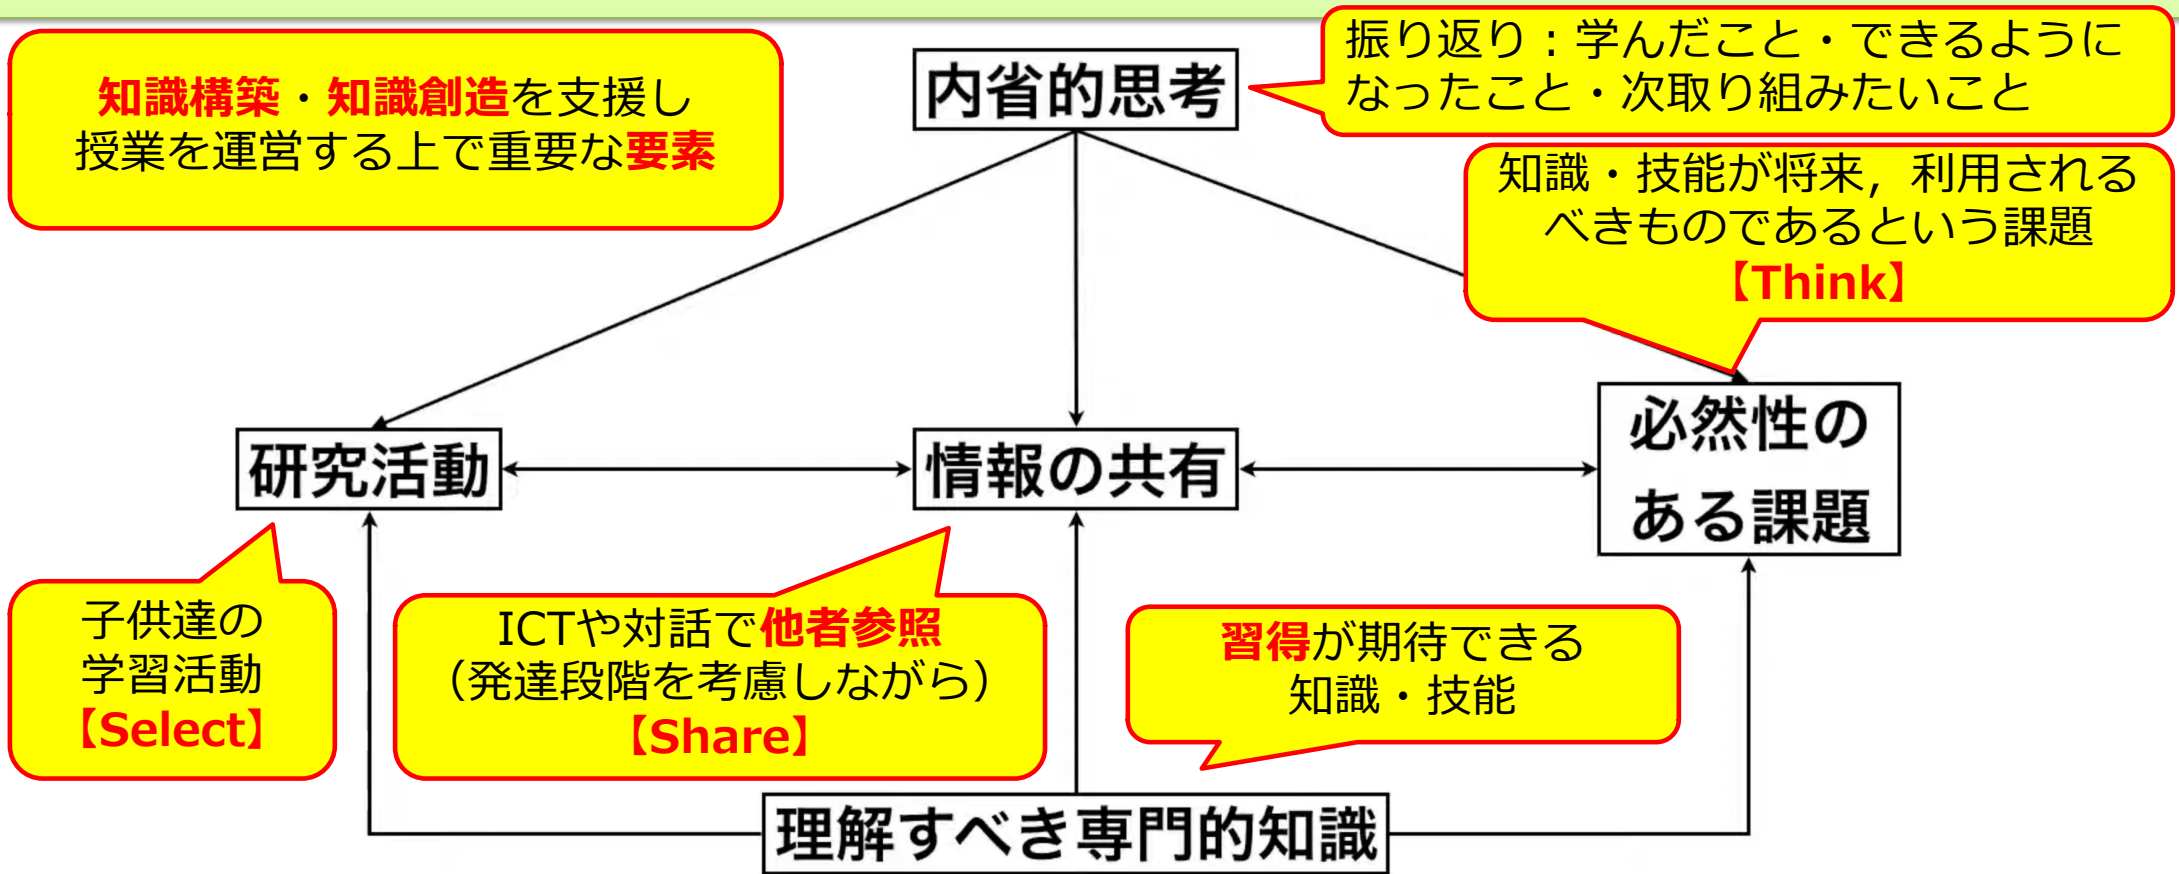 知識構築・知識創造を支援し
授業を運営する上で重要な要素
内省的思考
振り返り：学んだこと・できるように
なったこと・次取り組みたいこと
知識・技能が将来，利用される
べきものであるという課題
【Think】
研究活動
情報の共有
必然性の
ある課題
子供達の
学習活動
【Select】
ICTや対話で他者参照
（発達段階を考慮しながら）
【Share】
習得が期待できる
知識・技能
理解すべき専門的知識